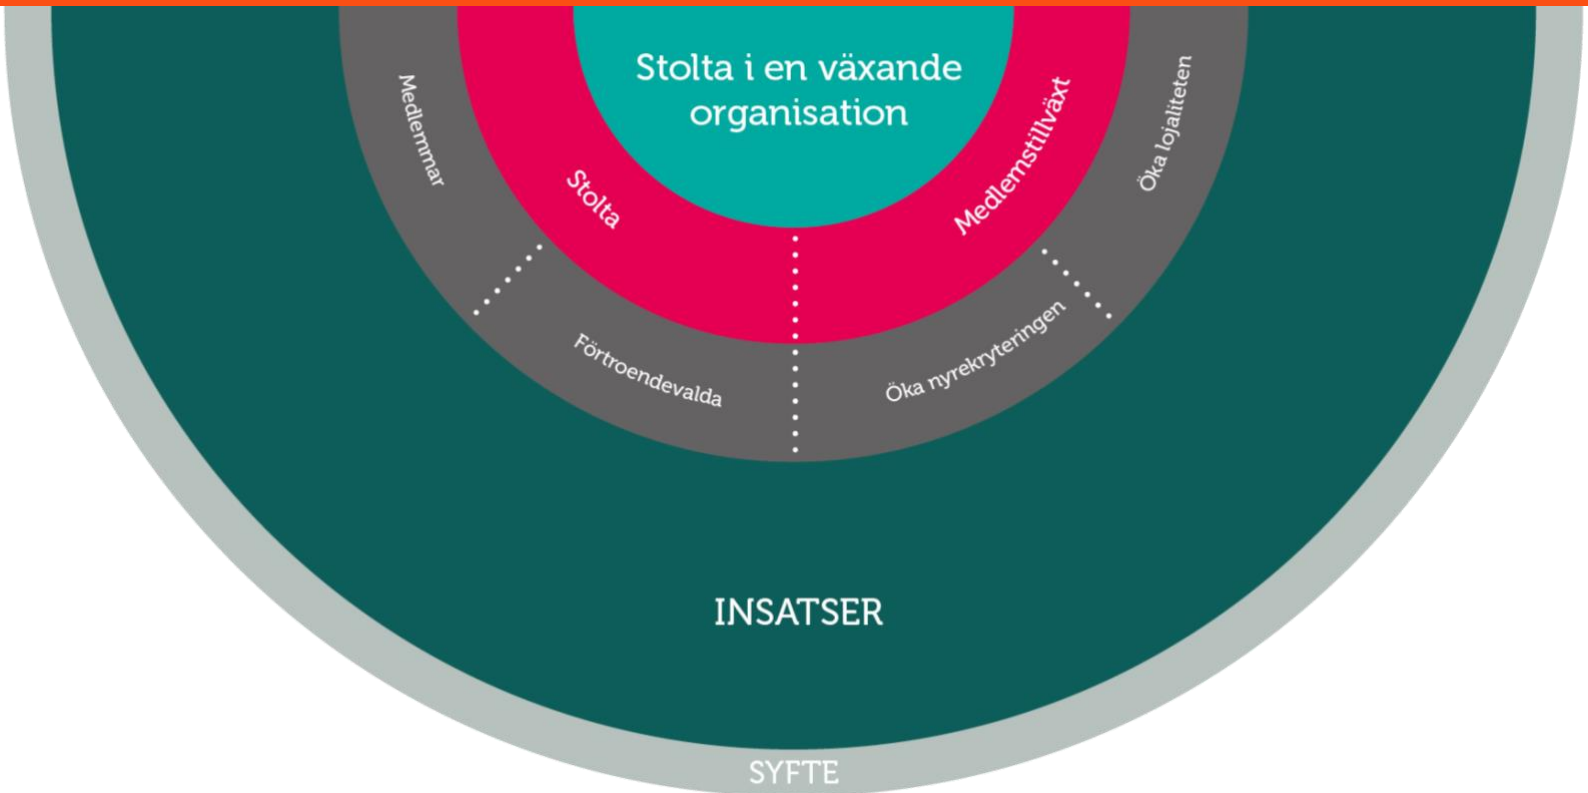 Stolta i en växande
organisation
Stolta
Medlemstillväxt
Medlemmar
Förtroendevalda
Öka nyrekryteringen
Öka lojaliteten
INSATSER
SYFTE